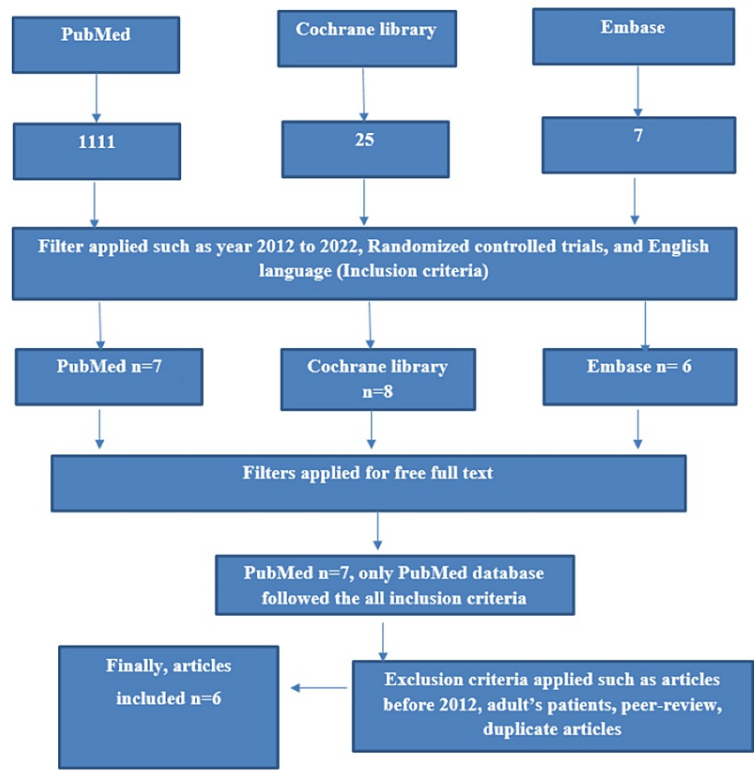 PubMed
Cochrane library
Embase
1111
25
7
Filter applied such as year 2012 to 2022, Randomized controlled trials, and English
language (Inclusion criteria)
PubMed n=7
Cochrane library
n=8
Embase n= 6
Filters applied for free full text
PubMed n=7, only PubMed database
followed the all inclusion criteria
Finally, articles
included n=6
Exclusion criteria applied such as articles
before 2012, adult’s patients, peer-review,
duplicate articles